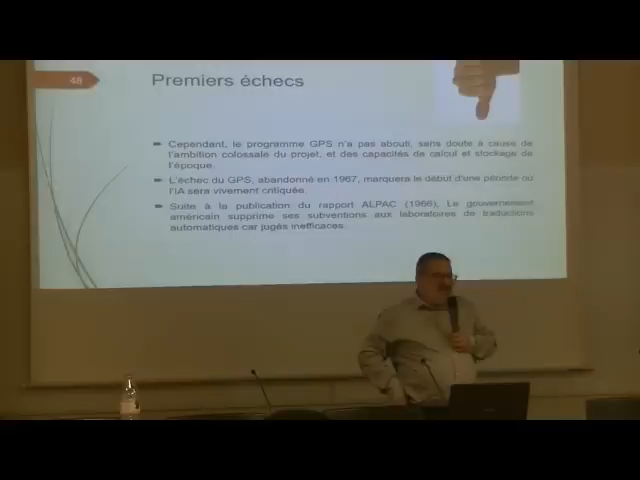 48
Premiers échecs
Cependant, le programme GPS n'a pas abouti, sans doute à cause de
l'ambition colossale du projet, et des capacités de calcul et stockage de
l'époque.
L'échec du GPS, abandonné en 1967, marquera le début d'une période ou
l'IA sera vivement critiquée.
Suite à la publication du rapport ALPAC (1966), Le gouvernement
américain supprime ses subventions aux laboratoires de traductions
automatiques car jugés inefficaces.